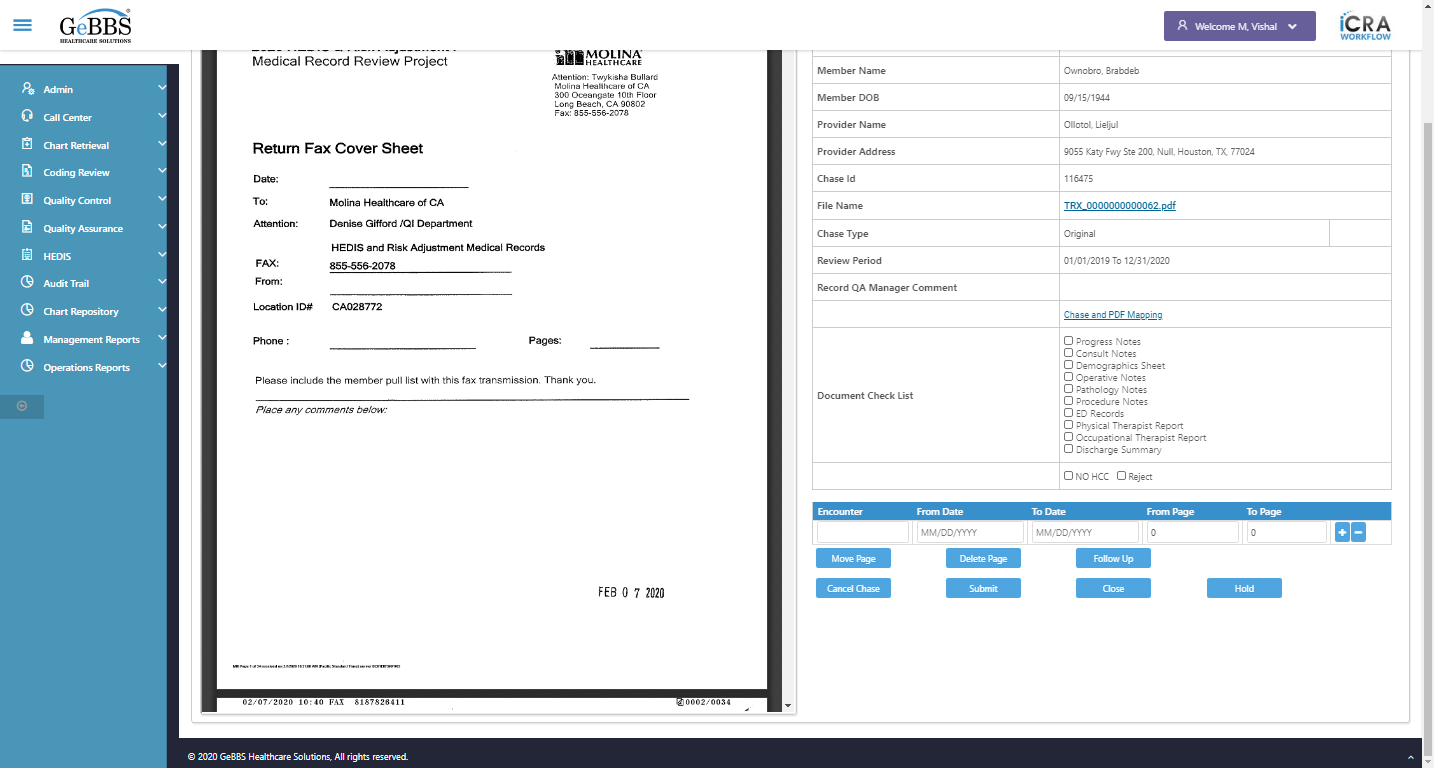 GeBBS
HEALTHCARE SOLUTIONS
Welcome M, Vishal
iCRA
WORKFLOW
Admin
Call Center
Chart Retrieval
Coding Review
Quality Control
Quality Assurance
HEDIS
Audit Trail
Chart Repository
Management Reports
Operations Reports
Medical Record Review Project
MOLINA
HEALTHCARE
Attention: Twykisha Bullard
Molina Healthcare of CA
300 Oceangate 10th Floor
Long Beach, CA 90802
Fax: 855-556-2078
Return Fax Cover Sheet
Date:
To: Molina Healthcare of CA
Attention: Denise Gifford /QI Department
HEDIS and Risk Adjustment Medical Records
FAX: 855-556-2078
From:
Location ID# CA028772
Phone : Pages:
Please include the member pull list with this fax transmission. Thank you.
Place any comments below:
FEB 0 7 2020
02/07/2020 10:40 FAX 8187826411 0002/0034
Member Name Ownobro, Brabdeb
Member DOB 09/15/1944
Provider Name Ollotol, Lieljul
Provider Address 9055 Katy Fwy Ste 200, Null, Houston, TX, 77024
Chase Id 116475
File Name TRX_0000000000062.pdf
Chase Type Original
Review Period 01/01/2019 To 12/31/2020
Record QA Manager Comment
Chase and PDF Mapping
Document Check List
Progress Notes
Consult Notes
Demographics Sheet
Operative Notes
Pathology Notes
Procedure Notes
ED Records
Physical Therapist Report
Occupational Therapist Report
Discharge Summary
NO HCC Reject
Encounter From Date To Date From Page To Page
MM/DD/YYYY MM/DD/YYYY 0 0
Move Page Delete Page Follow Up
Cancel Chase Submit Close Hold
© 2020 GeBBS Healthcare Solutions, All rights reserved.